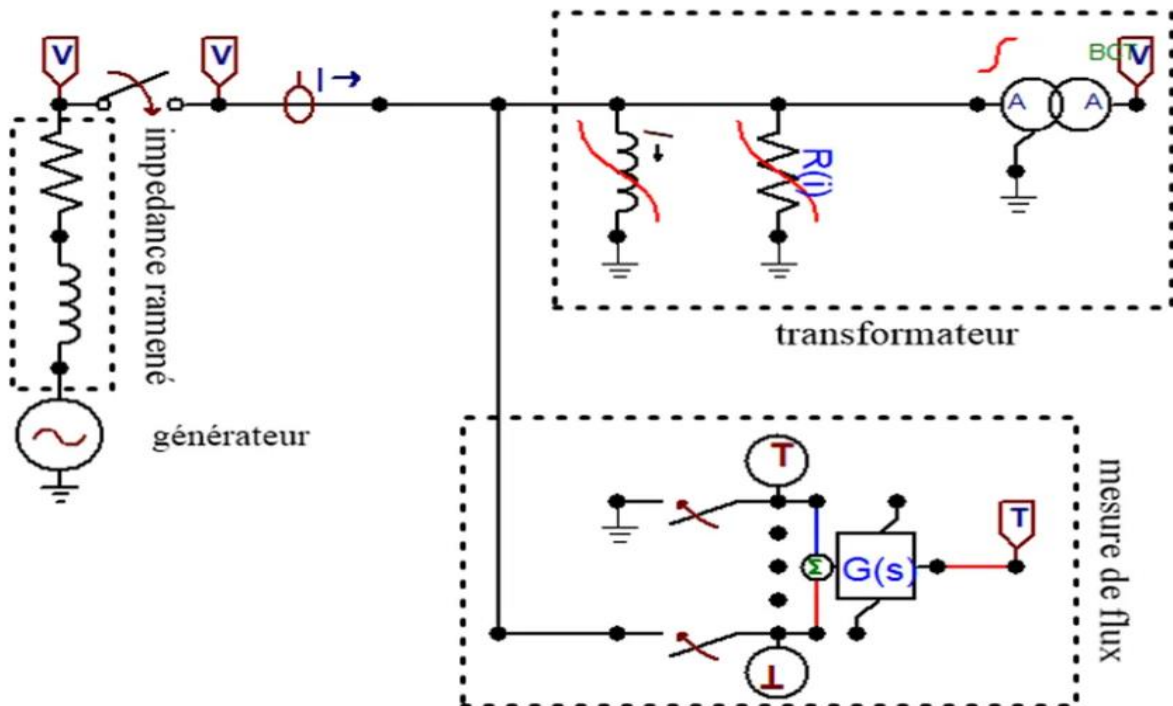 V
V
I
BCT
V
A
A
I
R(i)
impedance ramené
transformateur
générateur
T
T
Σ
G(s)
T
mesure de flux